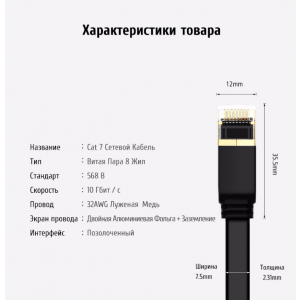 Характеристики товара
12mm
35.5mm
Название : Cat 7 Сетевой Кабель
Тип : Витая Пара 8 Жил
Стандарт : 568 B
Скорость : 10 Гбит / с
Провод : 32AWG Луженая Медь
Экран провода : Двойная Алюминиевая Фольга + Заземление
Интерфейс : Позолоченный
Ширина
7.5mm
Толщина
2.31mm